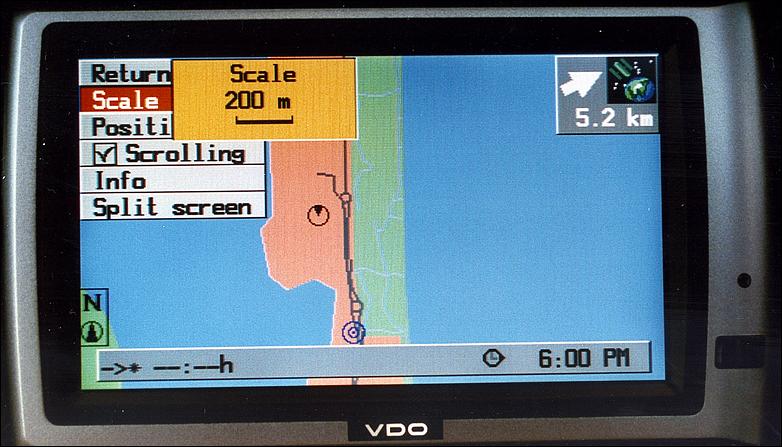 Return
Scale
Positi
Scrolling
Info
Split screen
Scale
200 m
5.2 km
N
->* --:--h
6:00 PM
VDO